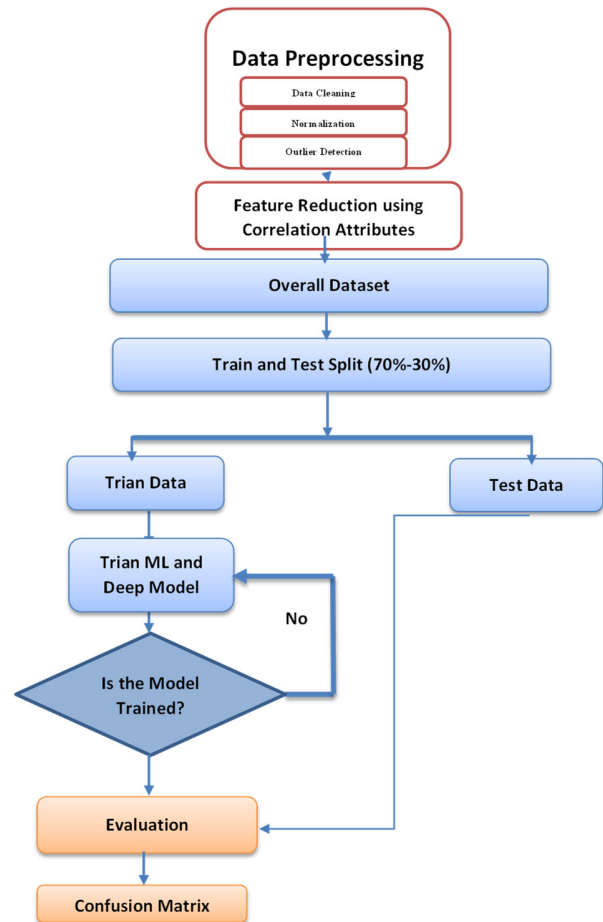 Data Preprocessing
Data Cleaning
Normalization
Outlier Detection
Feature Reduction using
Correlation Attributes
Overall Dataset
Train and Test Split (70%-30%)
Trian Data
Test Data
Trian ML and
Deep Model
No
Is the Model
Trained?
Evaluation
Confusion Matrix